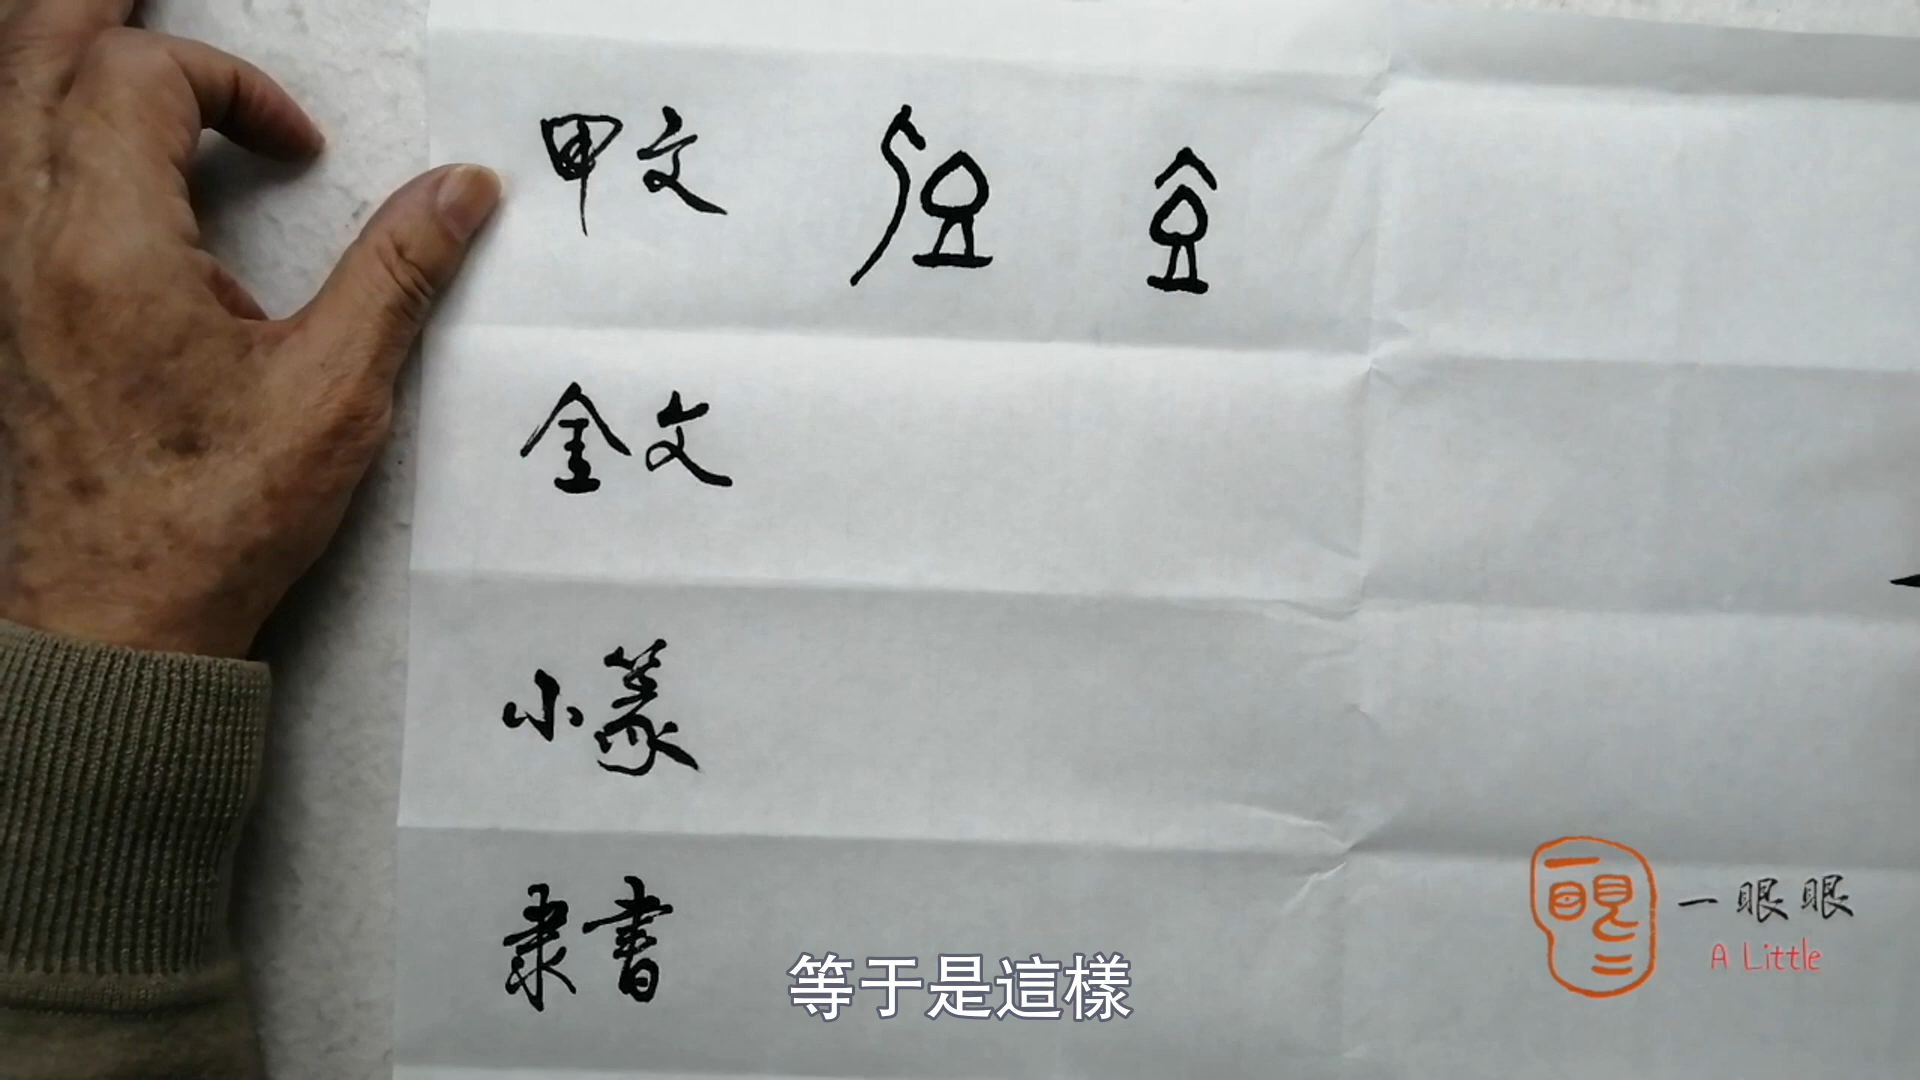 甲文
金文
小篆
隶書
等于是這樣
一眼眼
A Little